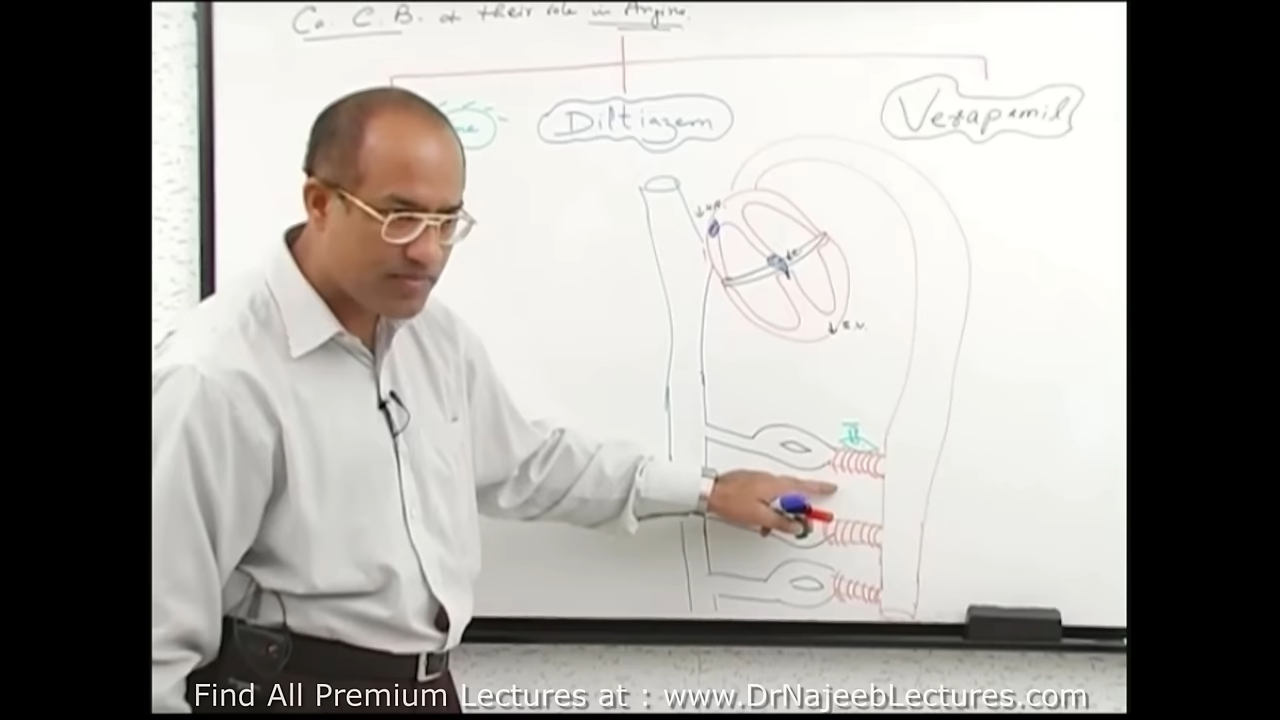 Ca. C. B. & their role in Angina.
Diltiazem
Verapamil
↓H.R.
↓C.
↓S.V.
Find All Premium Lectures at : www.DrNajeebLectures.com